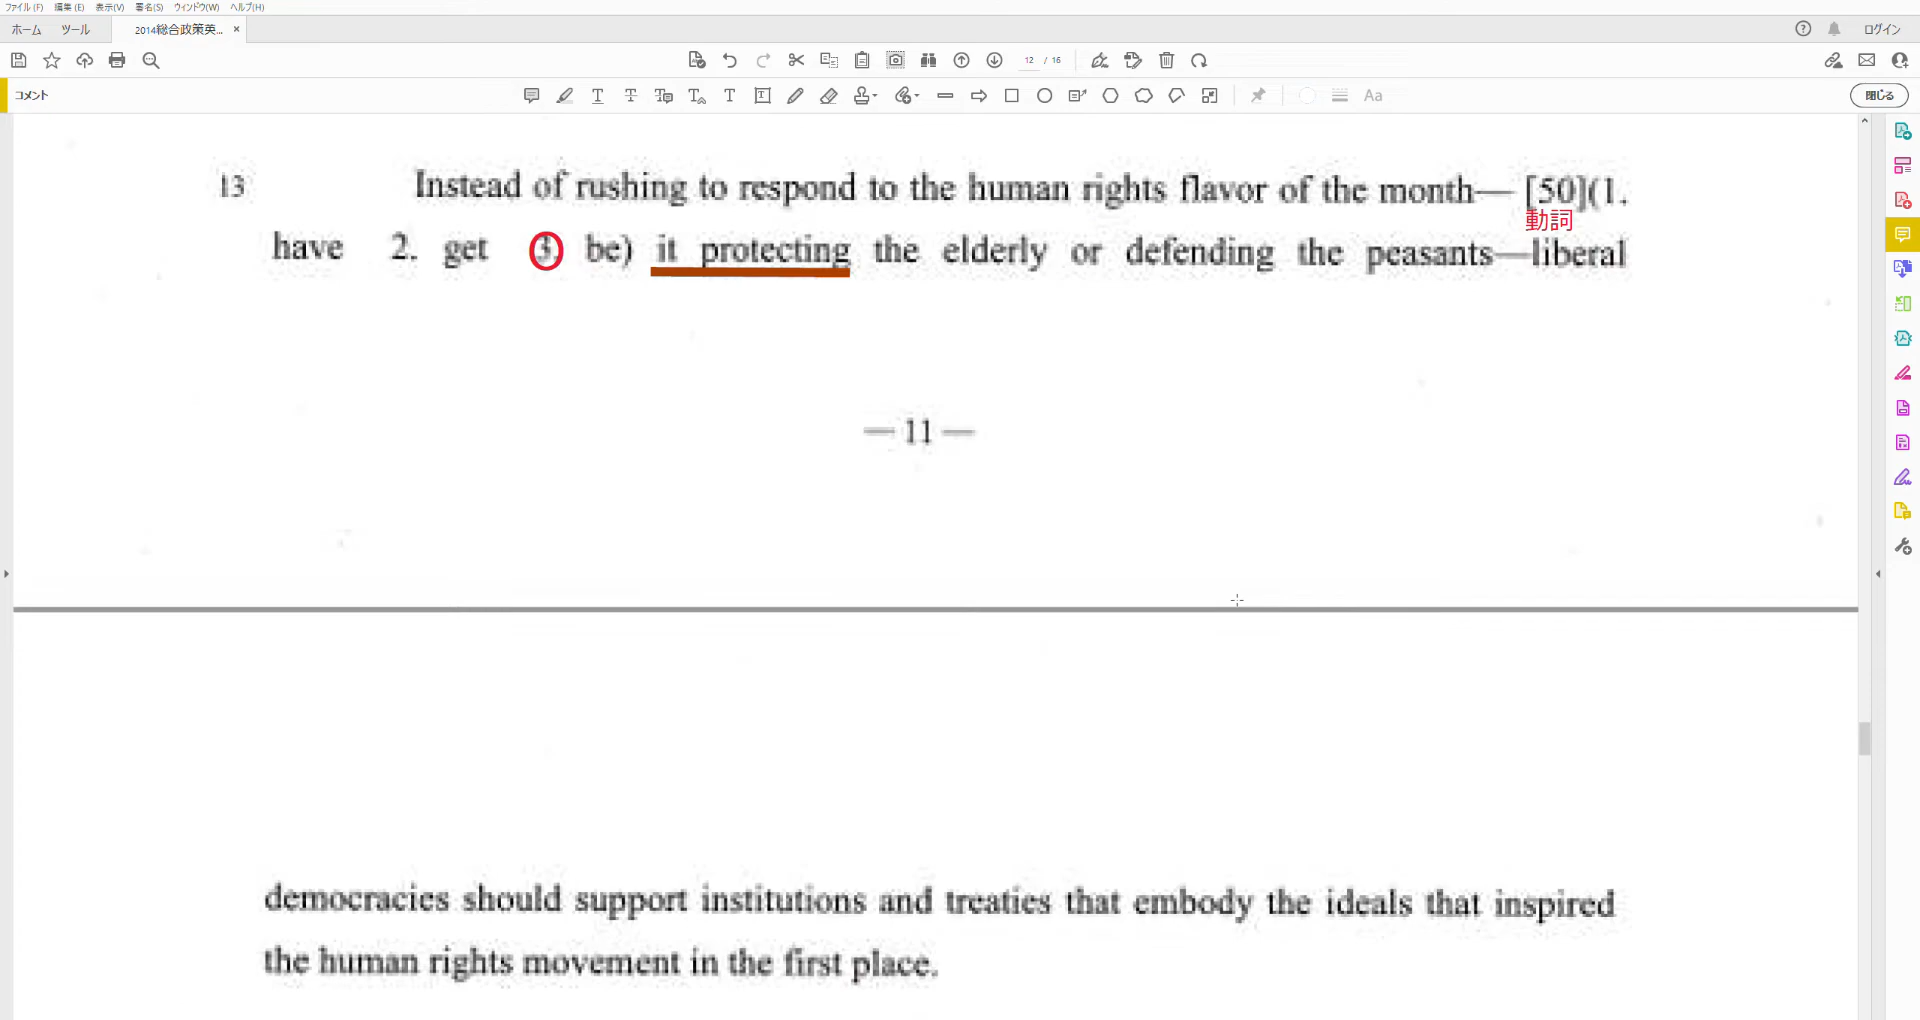 ファイル(F) 編集(E) 表示(V) 署名(S) ウィンドウ(W) ヘルプ(H)
ホーム ツール 2014総合政策英... × ログイン
12 / 16
コメント Aa 閉じる
13 Instead of rushing to respond to the human rights flavor of the month— [50](1.
動詞
have 2. get 3. be) it protecting the elderly or defending the peasants—liberal
— 11 —
democracies should support institutions and treaties that embody the ideals that inspired
the human rights movement in the first place.